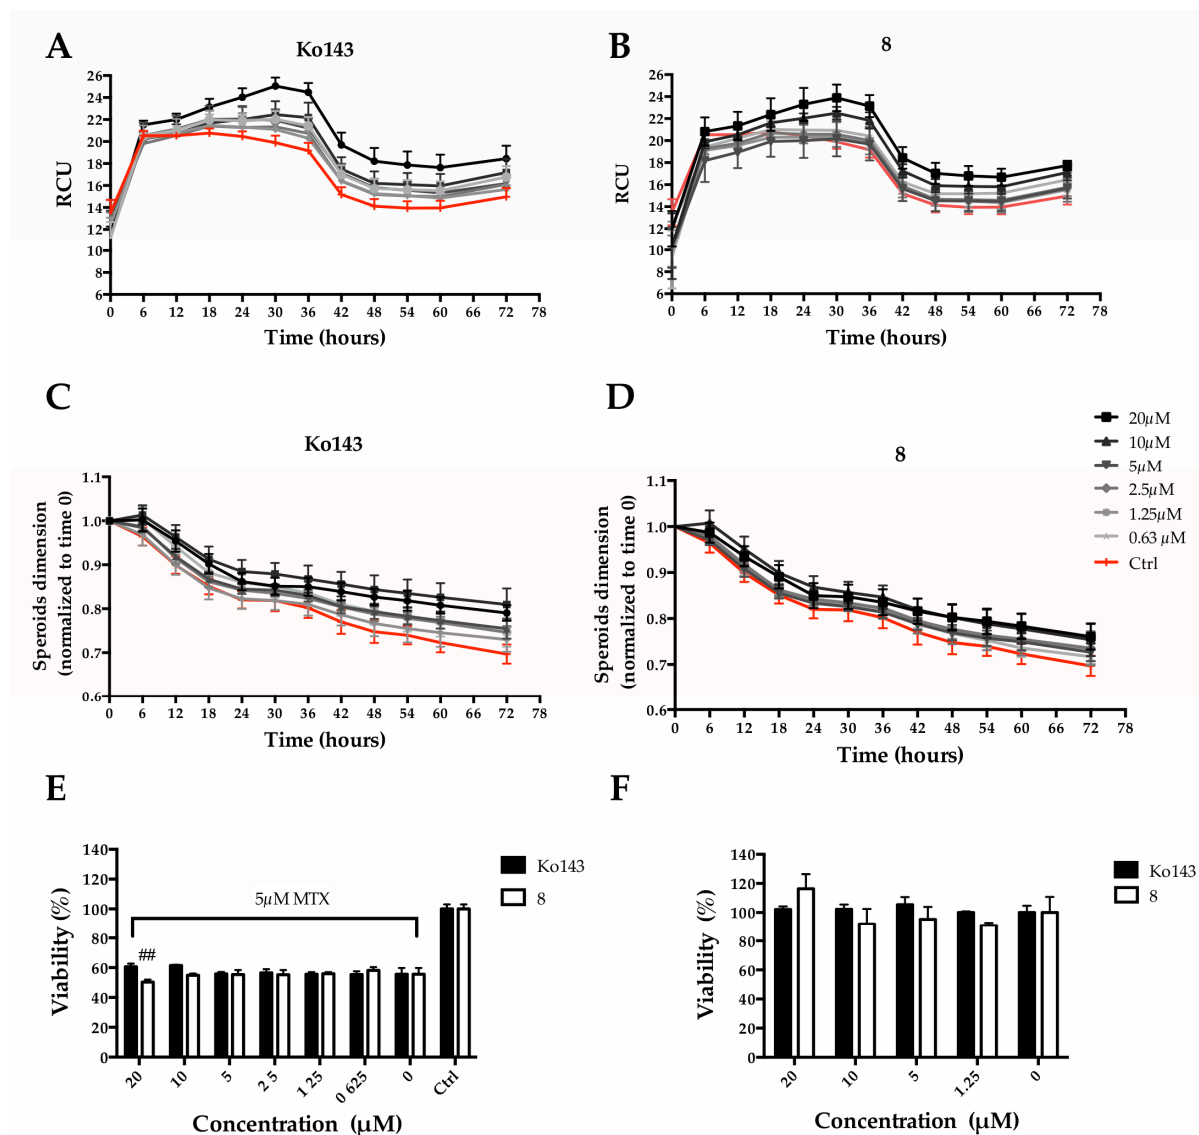 A
Ko143
RCU
26
24
22
20
18
16
14
12
10
8
6
0 6 12 18 24 30 36 42 48 54 60 66 72 78
Time (hours)
B
8
RCU
26
24
22
20
18
16
14
12
10
8
6
0 6 12 18 24 30 36 42 48 54 60 66 72 78
Time (hours)
C
Ko143
Speroids dimension
(normalized to time 0)
1.1
1.0
0.9
0.8
0.7
0.6
0 6 12 18 24 30 36 42 48 54 60 66 72 78
Time (hours)
D
8
Speroids dimension
(normalized to time 0)
1.1
1.0
0.9
0.8
0.7
0.6
0 6 12 18 24 30 36 42 48 54 60 66 72 78
Time (hours)
20µM
10µM
5µM
2.5µM
1.25µM
0.63 µM
Ctrl
E
Viability (%)
140
120
100
80
60
40
20
0
5µM MTX
##
Ko143
8
20 10 5 2 5 1 25 0 625 0 Ctrl
Concentration (µM)
F
Viability (%)
140
120
100
80
60
40
20
0
Ko143
8
20 10 5 1.25 0
Concentration (µM)